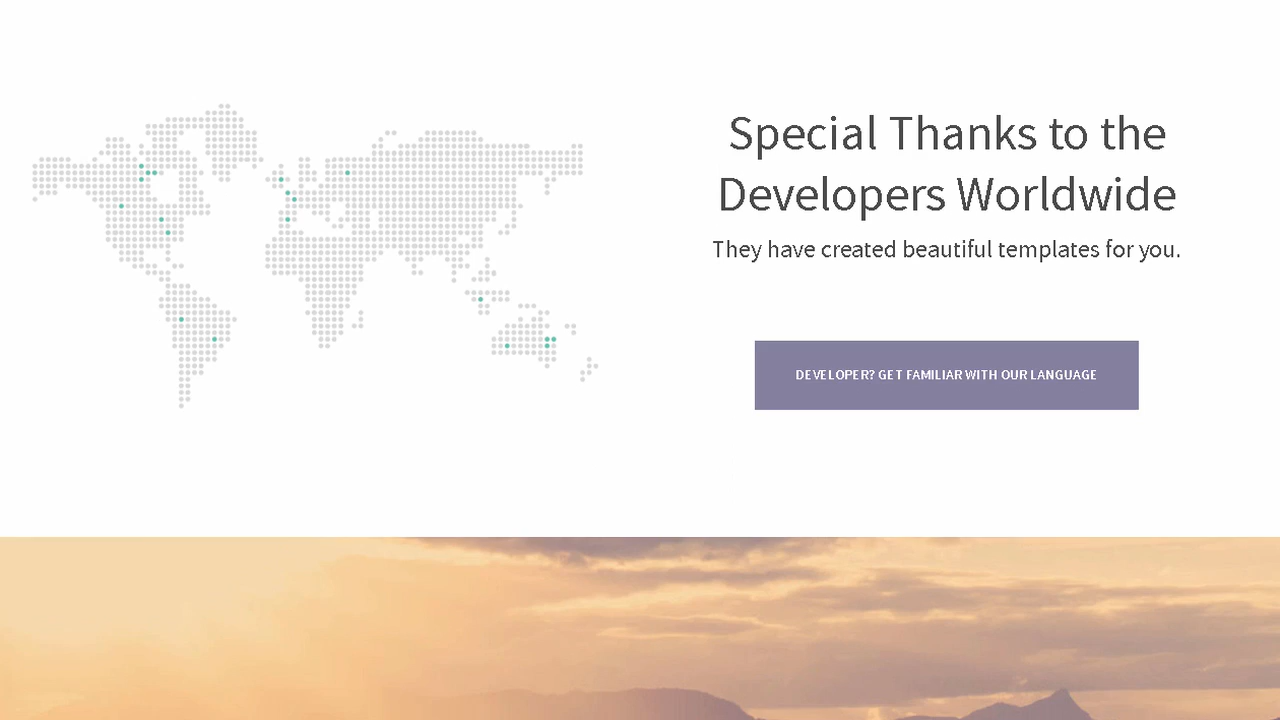 Special Thanks to the
Developers Worldwide
They have created beautiful templates for you.
DEVELOPER? GET FAMILIAR WITH OUR LANGUAGE